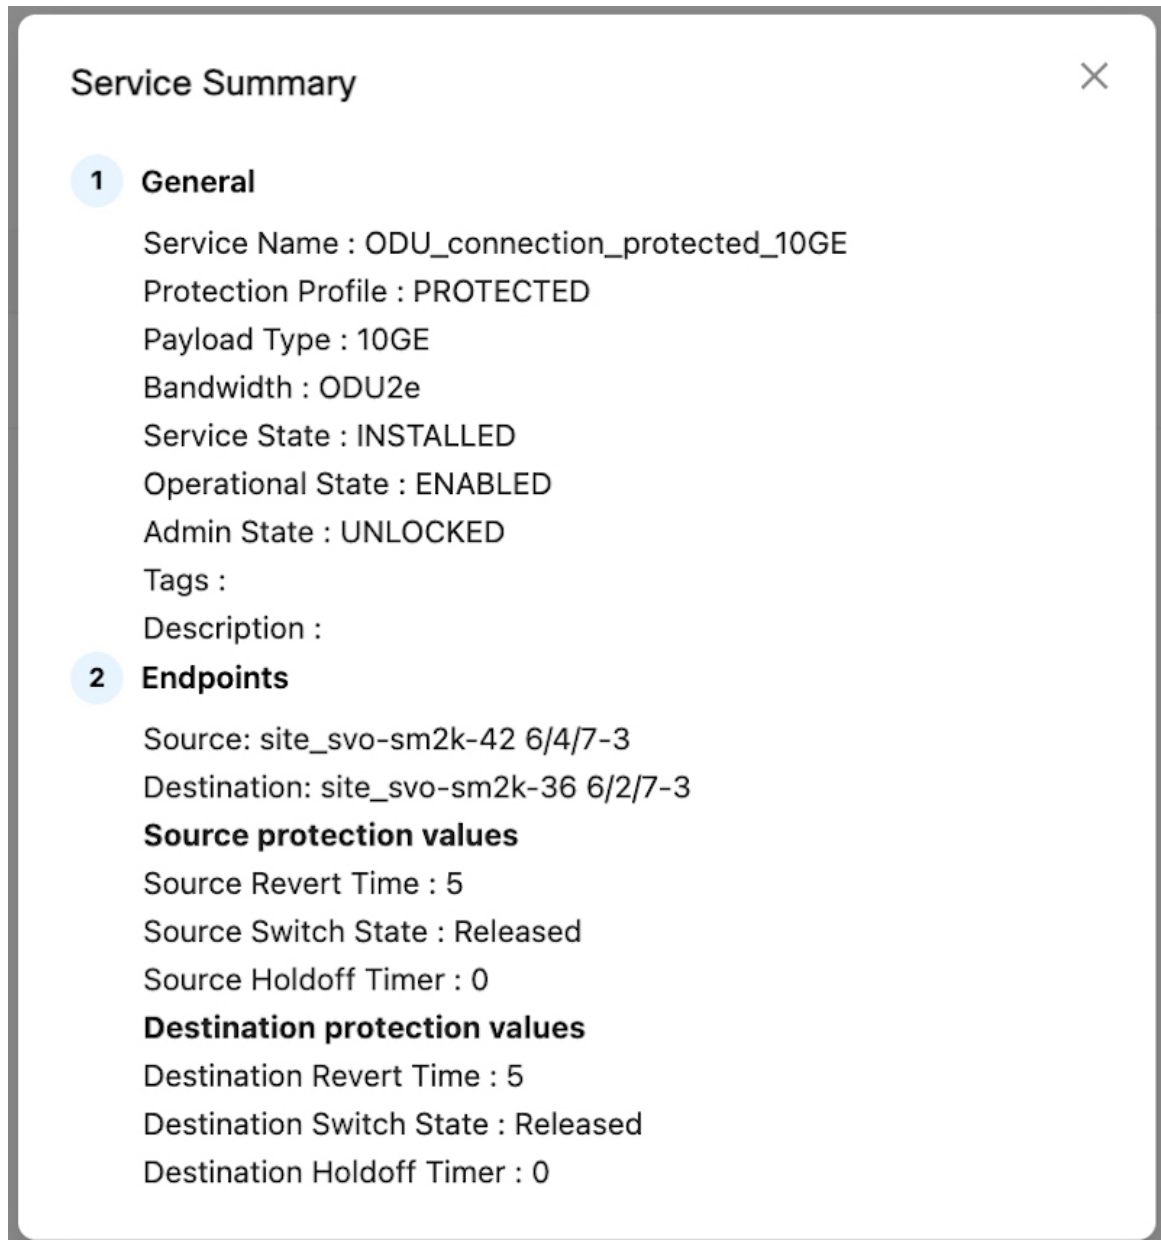 Service Summary
1 General
Service Name : ODU_connection_protected_10GE
Protection Profile : PROTECTED
Payload Type : 10GE
Bandwidth : ODU2e
Service State : INSTALLED
Operational State : ENABLED
Admin State : UNLOCKED
Tags :
Description :
2 Endpoints
Source: site_svo-sm2k-42 6/4/7-3
Destination: site_svo-sm2k-36 6/2/7-3
Source protection values
Source Revert Time : 5
Source Switch State : Released
Source Holdoff Timer : 0
Destination protection values
Destination Revert Time : 5
Destination Switch State : Released
Destination Holdoff Timer : 0